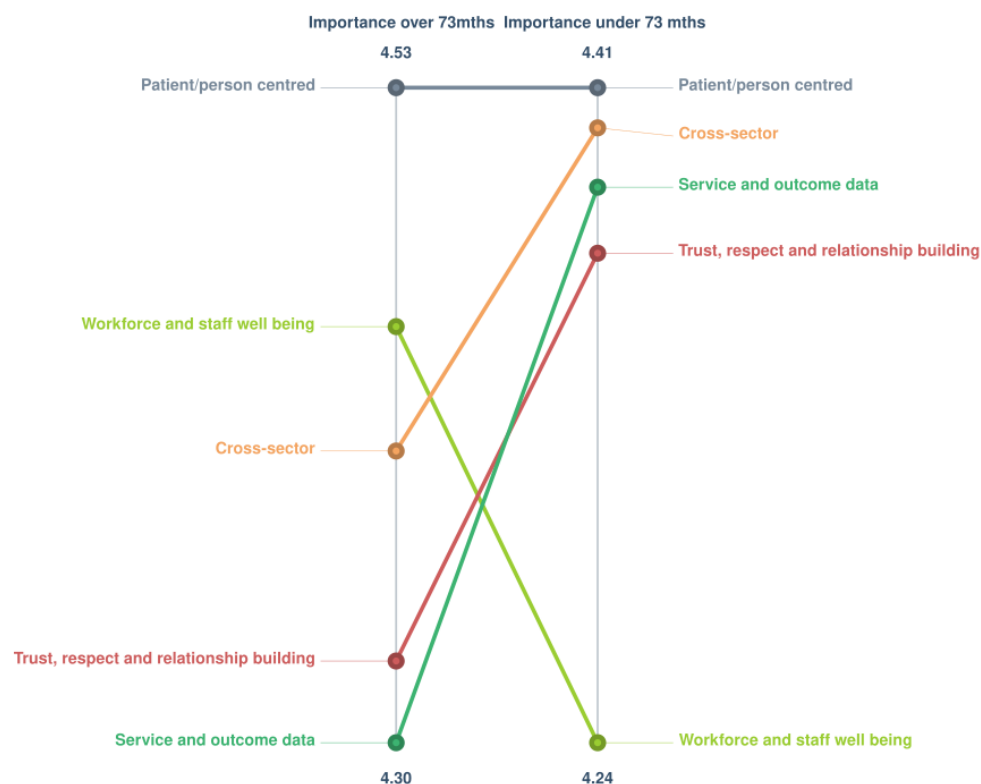 Importance over 73mths Importance under 73 mths
4.53 4.41
Patient/person centred Patient/person centred
Cross-sector
Service and outcome data
Trust, respect and relationship building
Workforce and staff well being
Cross-sector
Trust, respect and relationship building
Service and outcome data Workforce and staff well being
4.30 4.24